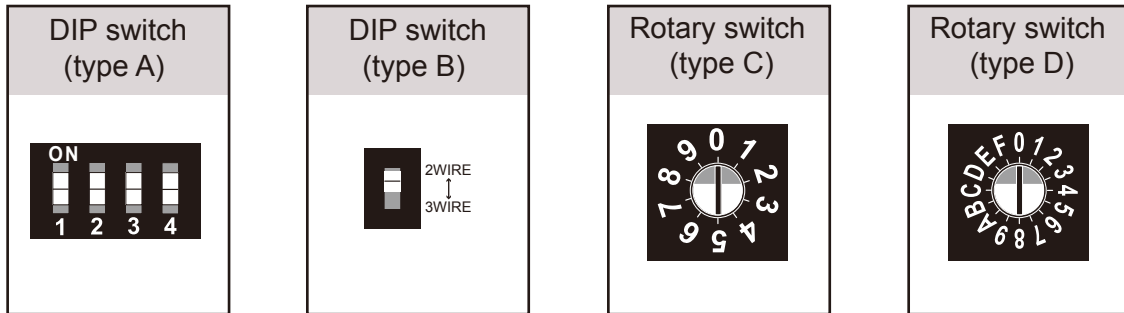 DIP switch
(type A)
DIP switch
(type B)
Rotary switch
(type C)
Rotary switch
(type D)
ON
1 2 3 4
2WIRE
3WIRE
0 1 2 3 4 5 6 7 8 9
0 1 2 3 4 5 6 7 8 9 A B C D E F